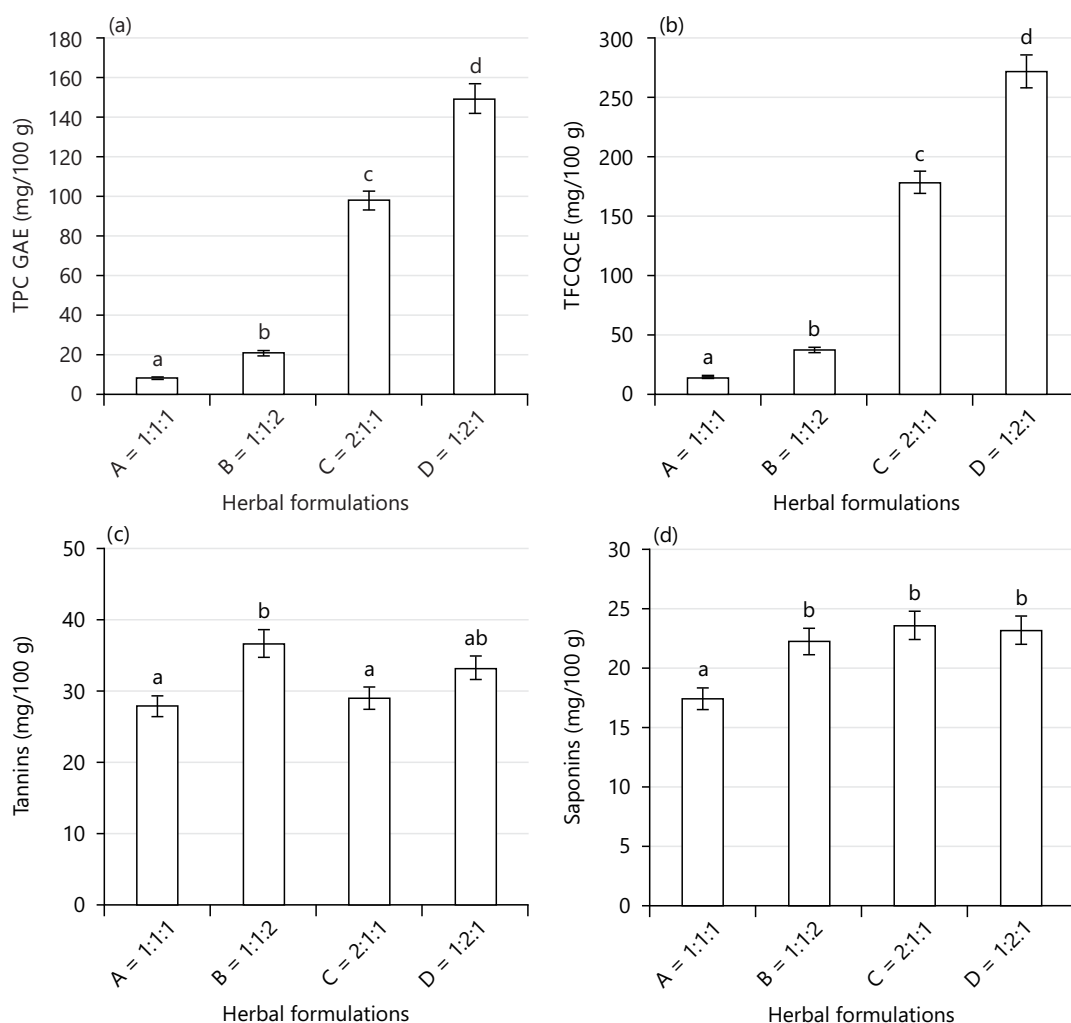 (a)
TPC GAE (mg/100 g)
180
160
140
120
100
80
60
40
20
0
a
b
c
d
A = 1:1:1
B = 1:1:2
C = 2:1:1
D = 1:2:1
Herbal formulations
(b)
TFCQCE (mg/100 g)
300
250
200
150
100
50
0
a
b
c
d
A = 1:1:1
B = 1:1:2
C = 2:1:1
D = 1:2:1
Herbal formulations
(c)
Tannins (mg/100 g)
50
40
30
20
10
0
a
b
a
ab
A = 1:1:1
B = 1:1:2
C = 2:1:1
D = 1:2:1
Herbal formulations
(d)
Saponins (mg/100 g)
30
25
20
15
10
5
0
a
b
b
b
A = 1:1:1
B = 1:1:2
C = 2:1:1
D = 1:2:1
Herbal formulations